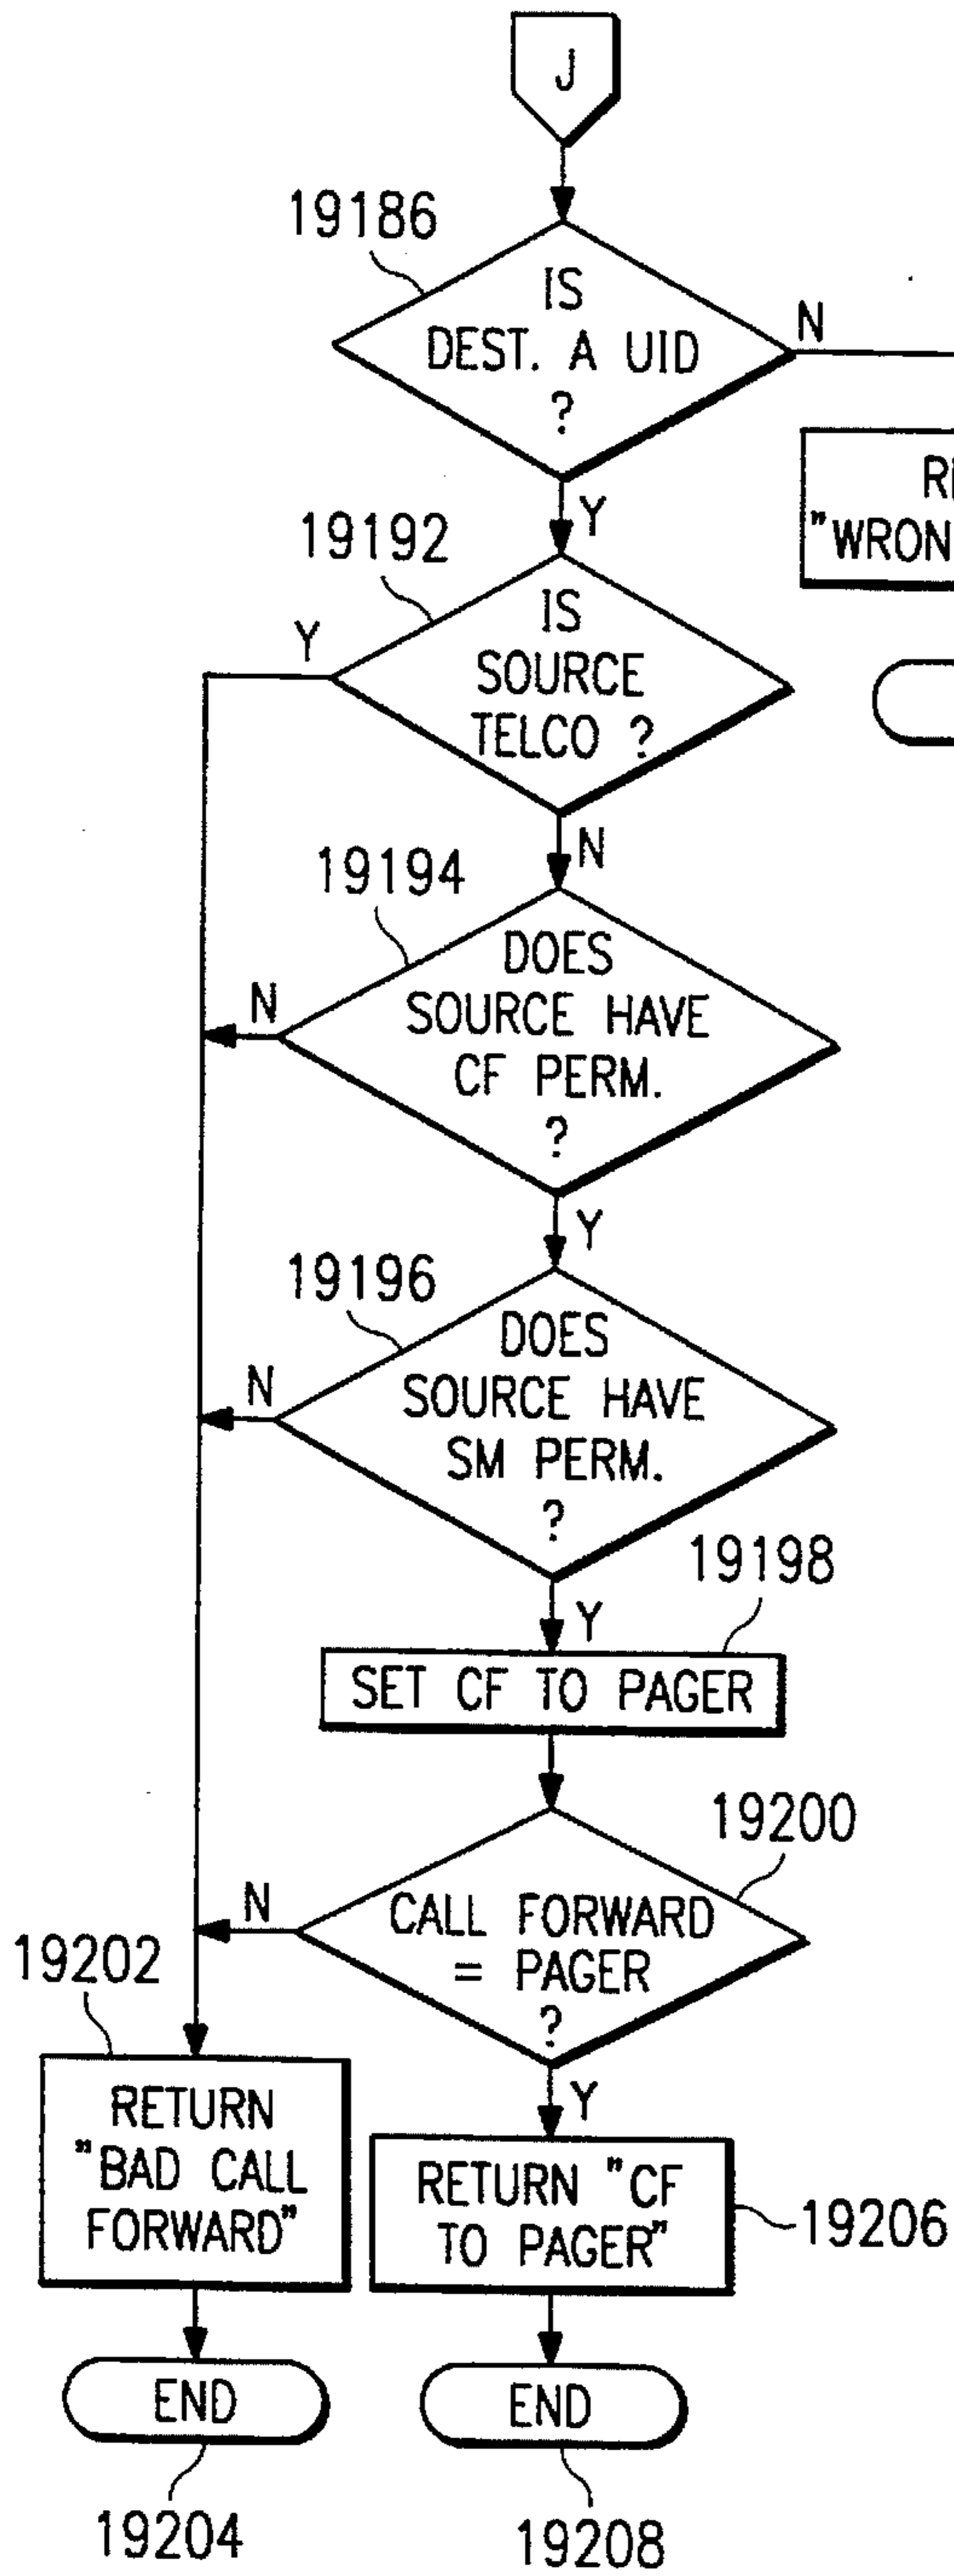 J
19186
IS
DEST. A UID
?
N
Y
"WRON
19192
IS
SOURCE
TELCO ?
Y
N
19194
DOES
SOURCE HAVE
CF PERM.
?
N
Y
19196
DOES
SOURCE HAVE
SM PERM.
?
N
Y
19198
SET CF TO PAGER
19200
CALL FORWARD
= PAGER
?
N
Y
19202
RETURN
"BAD CALL
FORWARD"
RETURN "CF
TO PAGER"
19206
END
END
19204
19208